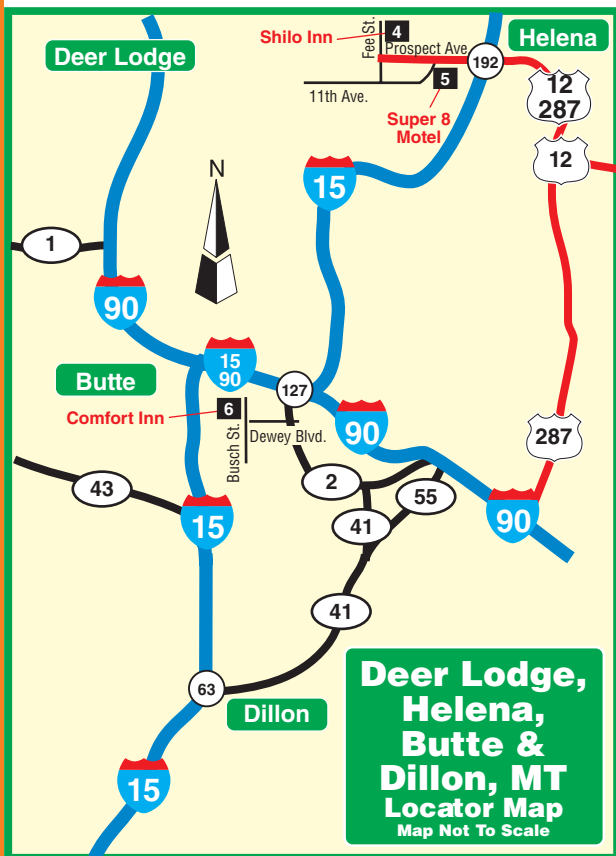 Deer Lodge
Shilo Inn
4
Fee St.
Prospect Ave.
192
Helena
5
11th Ave.
Super 8
Motel
12
287
12
15
N
1
90
15
90
Butte
127
Comfort Inn
6
Busch St.
Dewey Blvd.
90
287
43
2
55
15
41
90
41
63
Dillon
15
Deer Lodge,
Helena,
Butte &
Dillon, MT
Locator Map
Map Not To Scale